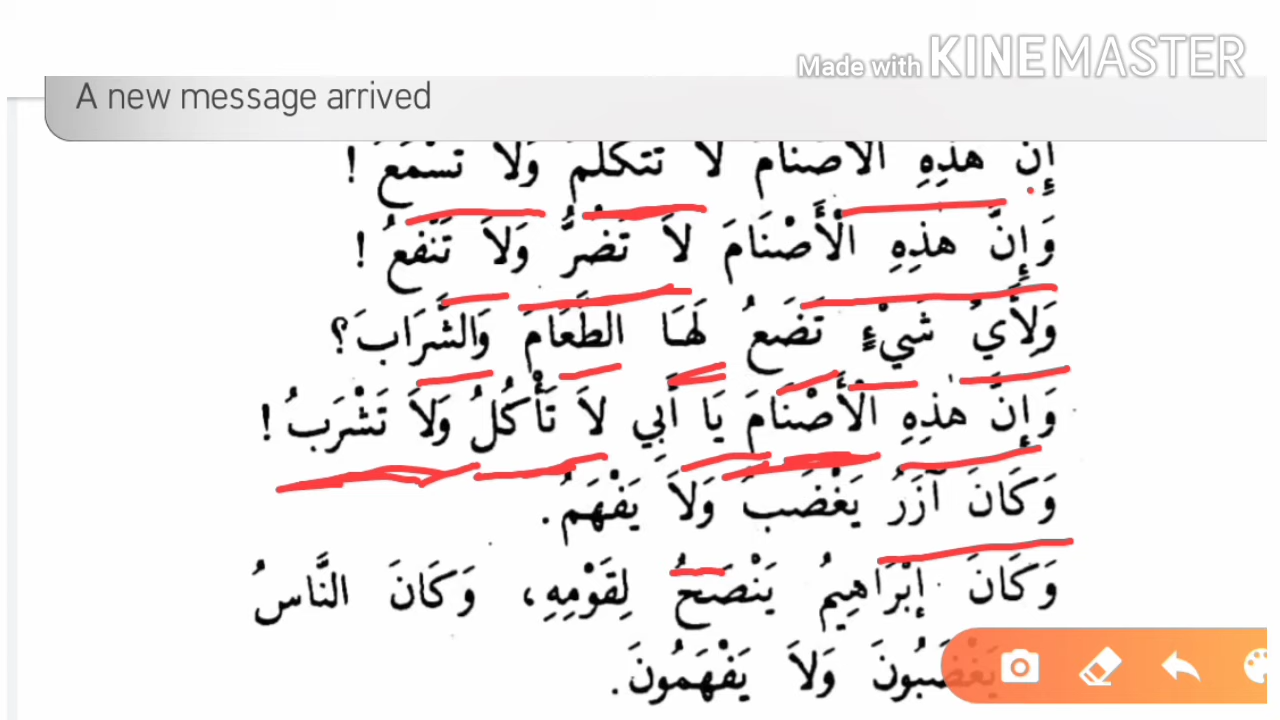 Made with KINEMASTER
A new message arrived
إِنَّ هٰذِهِ الْأَصْنَامَ لَا تَتَكَلَّمُ وَلَا تَسْمَعُ !
وَإِنَّ هٰذِهِ الْأَصْنَامَ لَا تَضُرُّ وَلَا تَنْفَعُ !
وَلِأَيِّ شَيْءٍ تَضَعُ لَهَا الطَّعَامَ وَالشَّرَابَ؟
وَإِنَّ هٰذِهِ الْأَصْنَامَ يَا أَبِي لَا تَأْكُلُ وَلَا تَشْرَبُ !
وَكَانَ آزَرُ يَغْضَبُ وَلَا يَفْهَمُ.
وَكَانَ إِبْرَاهِيمُ يَنْصَحُ لِقَوْمِهِ، وَكَانَ النَّاسُ
يَغْضَبُونَ وَلَا يَفْهَمُونَ.